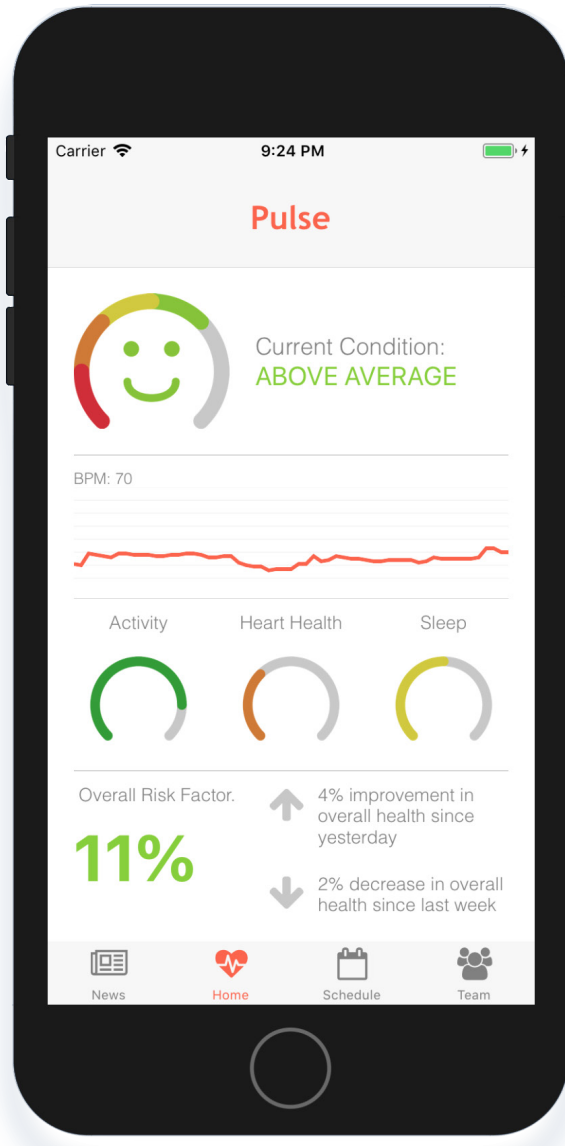 Carrier 9:24 PM
Pulse
Current Condition:
ABOVE AVERAGE
BPM: 70
Activity Heart Health Sleep
Overall Risk Factor.
11%
4% improvement in
overall health since
yesterday
2% decrease in overall
health since last week
News Home Schedule Team